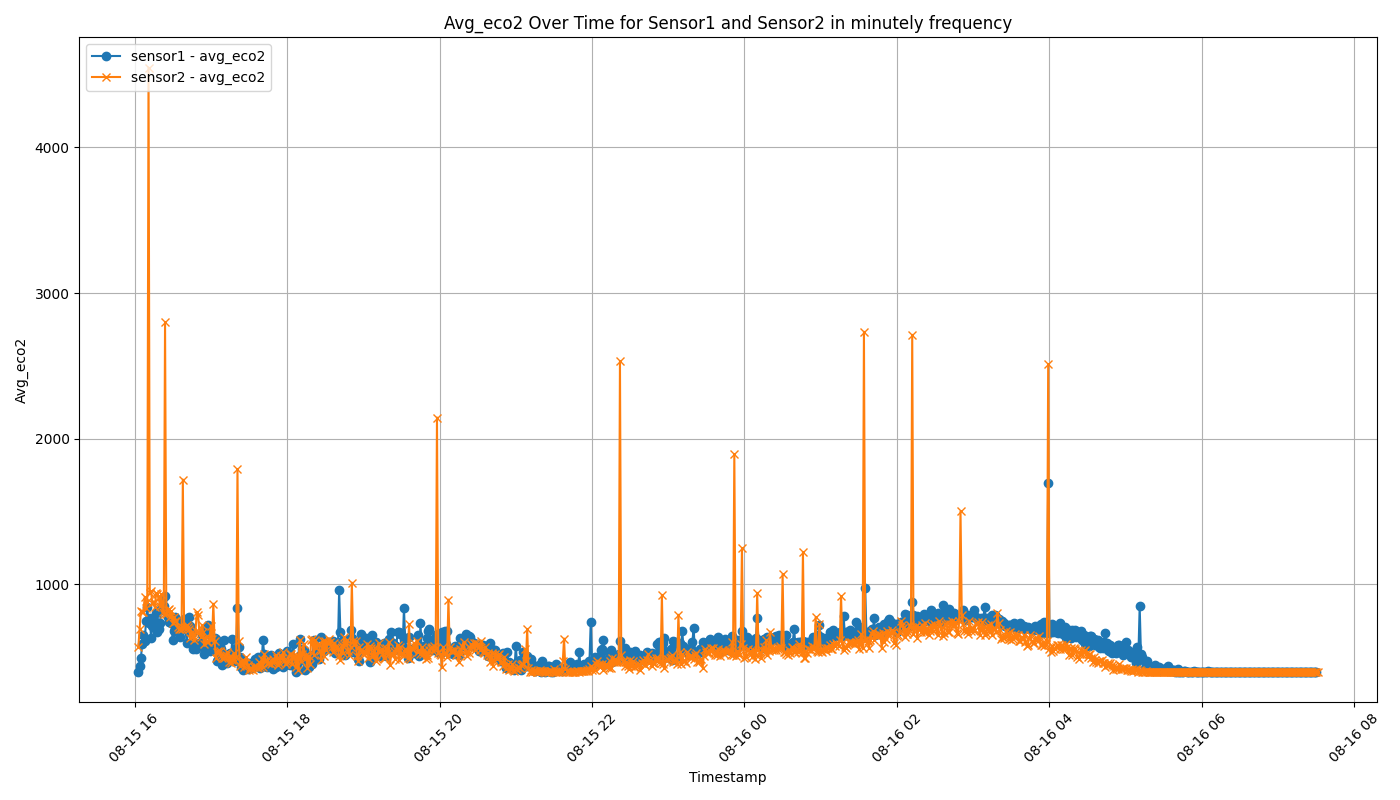 Avg_eco2 Over Time for Sensor1 and Sensor2 in minutely frequency
sensor1 - avg_eco2
sensor2 - avg_eco2
Avg_eco2
4000
3000
2000
1000
08-15 16
08-15 18
08-15 20
08-15 22
08-16 00
08-16 02
08-16 04
08-16 06
08-16 08
Timestamp